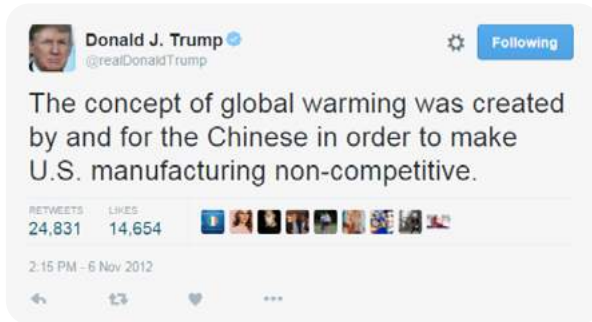 Donald J. Trump
@realDonaldTrump
Following
The concept of global warming was created
by and for the Chinese in order to make
U.S. manufacturing non-competitive.
RETWEETS LIKES
24,831 14,654
2:15 PM - 6 Nov 2012